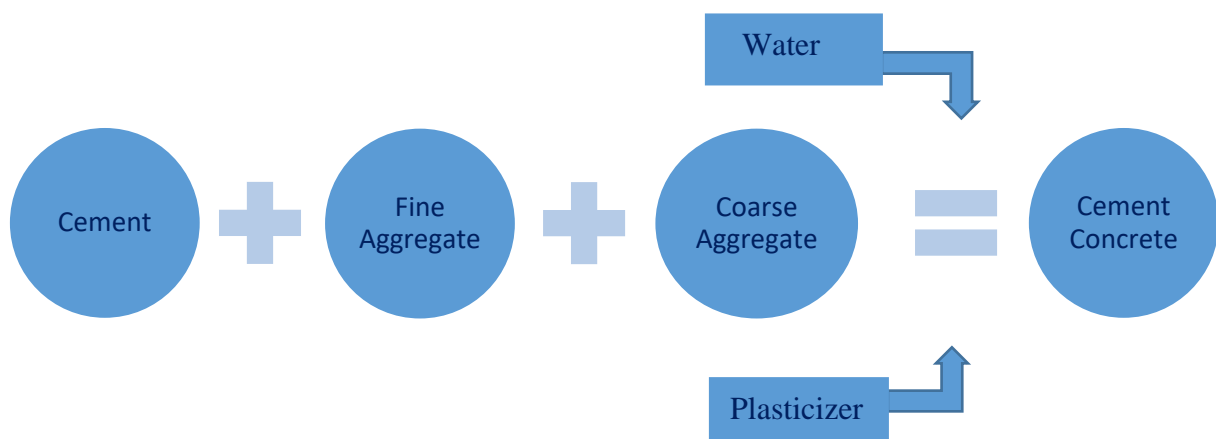 Water
Cement
Fine
Aggregate
Coarse
Aggregate
Cement
Concrete
Plasticizer